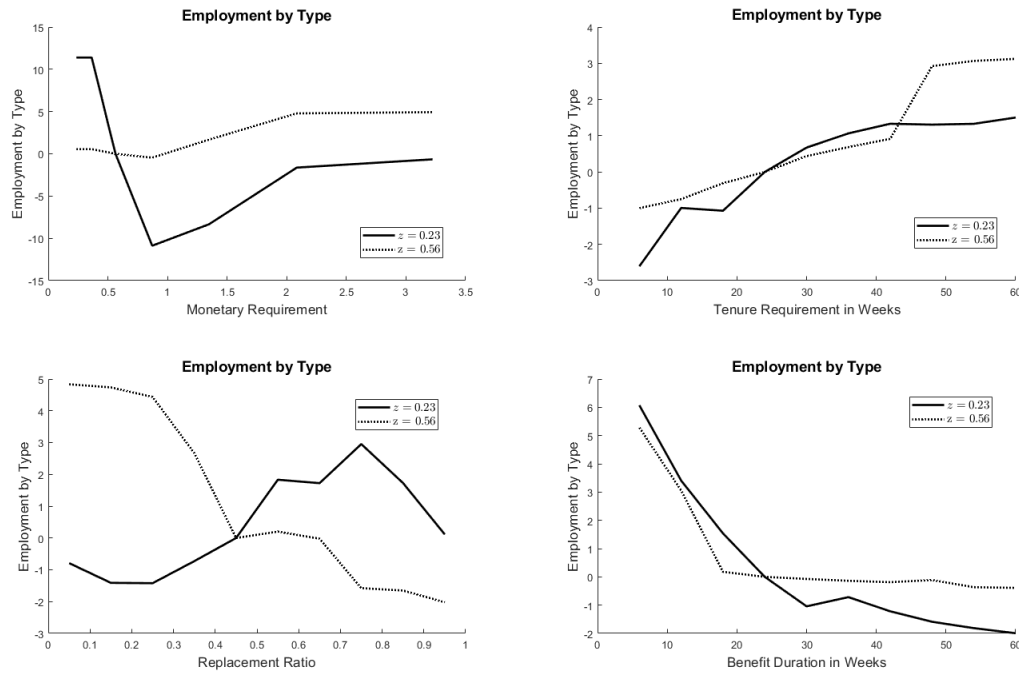 Employment by Type
Employment by Type
15
10
5
0
-5
-10
-15
0 0.5 1 1.5 2 2.5 3 3.5
Monetary Requirement
z = 0.23
z = 0.56
Employment by Type
Employment by Type
4
3
2
1
0
-1
-2
-3
0 10 20 30 40 50 60
Tenure Requirement in Weeks
z = 0.23
z = 0.56
Employment by Type
Employment by Type
5
4
3
2
1
0
-1
-2
-3
0 0.1 0.2 0.3 0.4 0.5 0.6 0.7 0.8 0.9 1
Replacement Ratio
z = 0.23
z = 0.56
Employment by Type
Employment by Type
7
6
5
4
3
2
1
0
-1
-2
0 10 20 30 40 50 60
Benefit Duration in Weeks
z = 0.23
z = 0.56